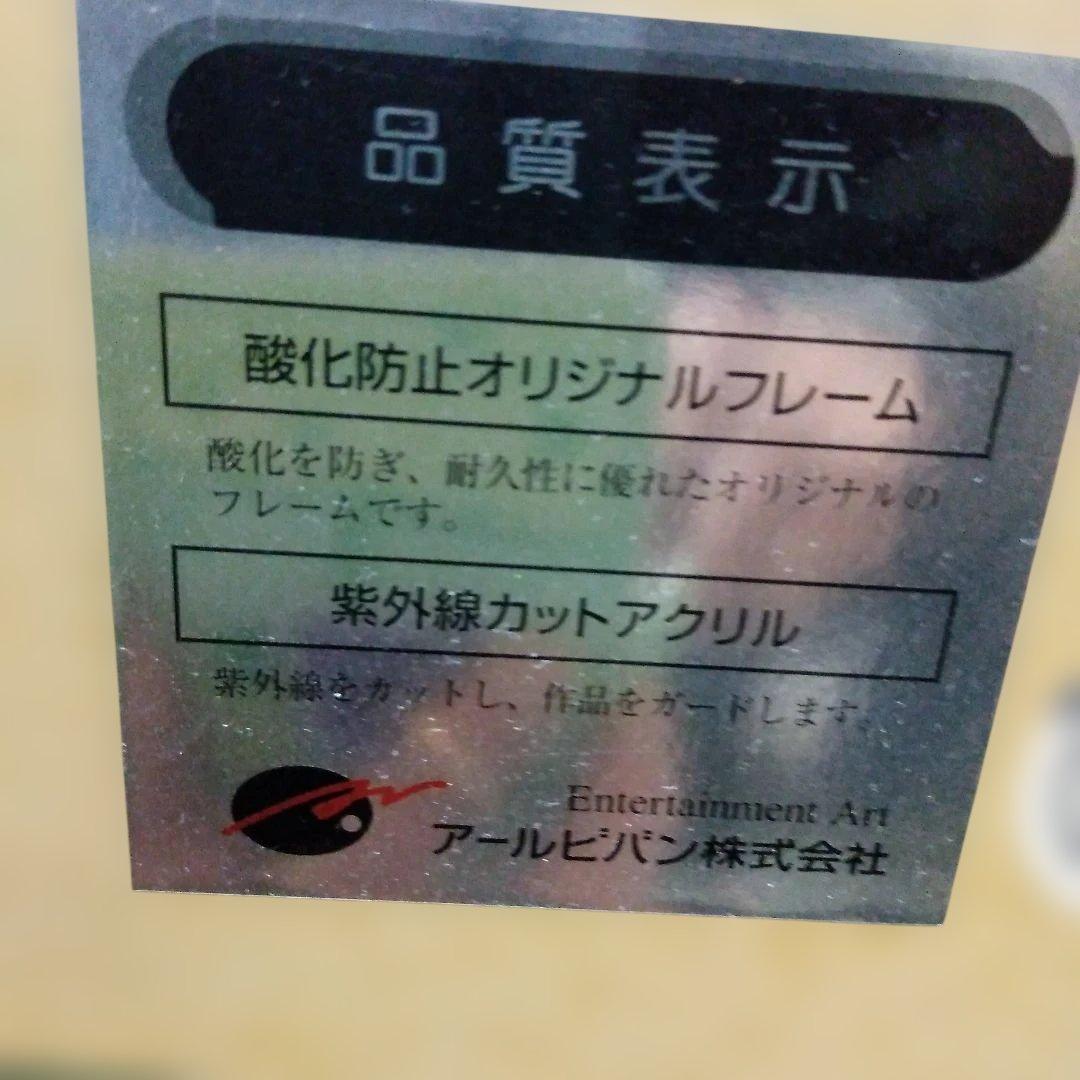 品質表示
酸化防止オリジナルフレーム
酸化を防ぎ、耐久性に優れたオリジナルの
フレームです。
紫外線カットアクリル
紫外線をカットし、作品をガードします。
Entertainment Art
アールビバン株式会社